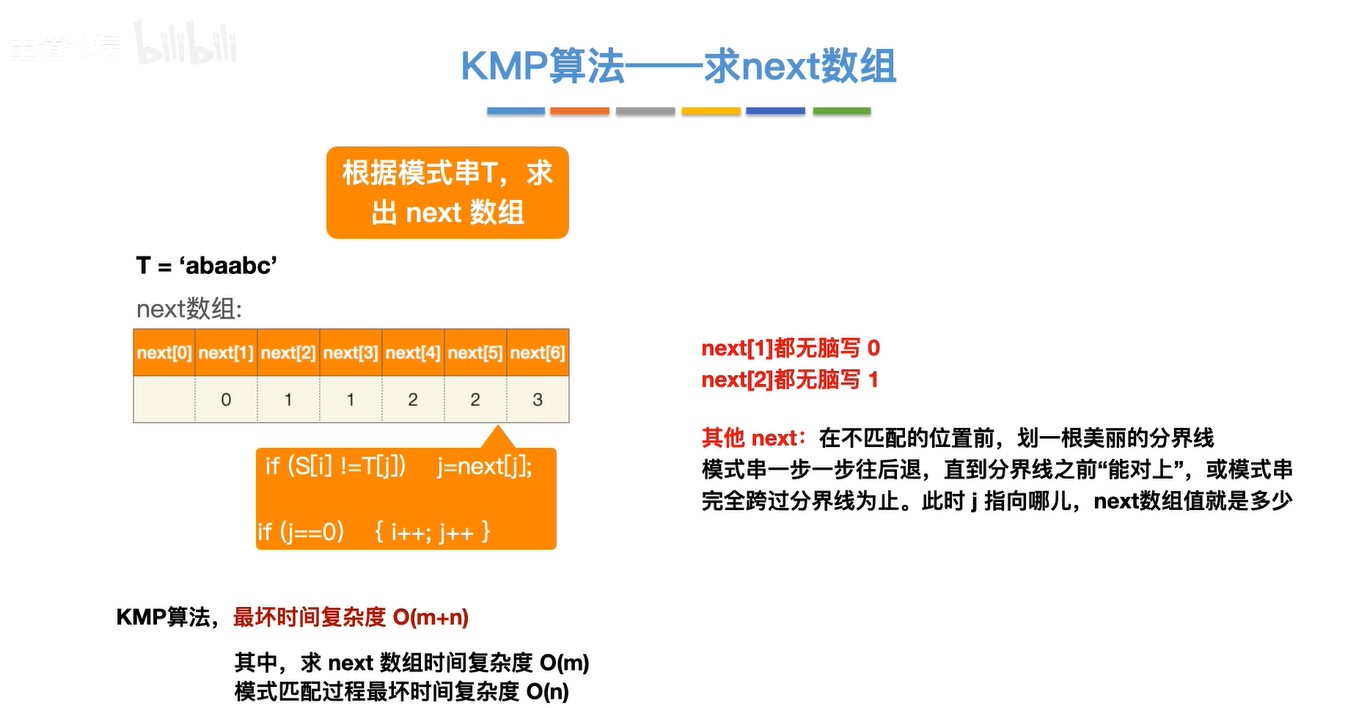 bilibili
KMP算法——求next数组
根据模式串T，求
出 next 数组
T = ‘abaabc’
next数组:
next[0] next[1] next[2] next[3] next[4] next[5] next[6]
0 1 1 2 2 3
if (S[i] !=T[j]) j=next[j];
if (j==0) { i++; j++ }
next[1]都无脑写 0
next[2]都无脑写 1
其他 next：在不匹配的位置前，划一根美丽的分界线
模式串一步一步往后退，直到分界线之前“能对上”，或模式串
完全跨过分界线为止。此时 j 指向哪儿，next数组值就是多少
KMP算法，最坏时间复杂度 O(m+n)
其中，求 next 数组时间复杂度 O(m)
模式匹配过程最坏时间复杂度 O(n)